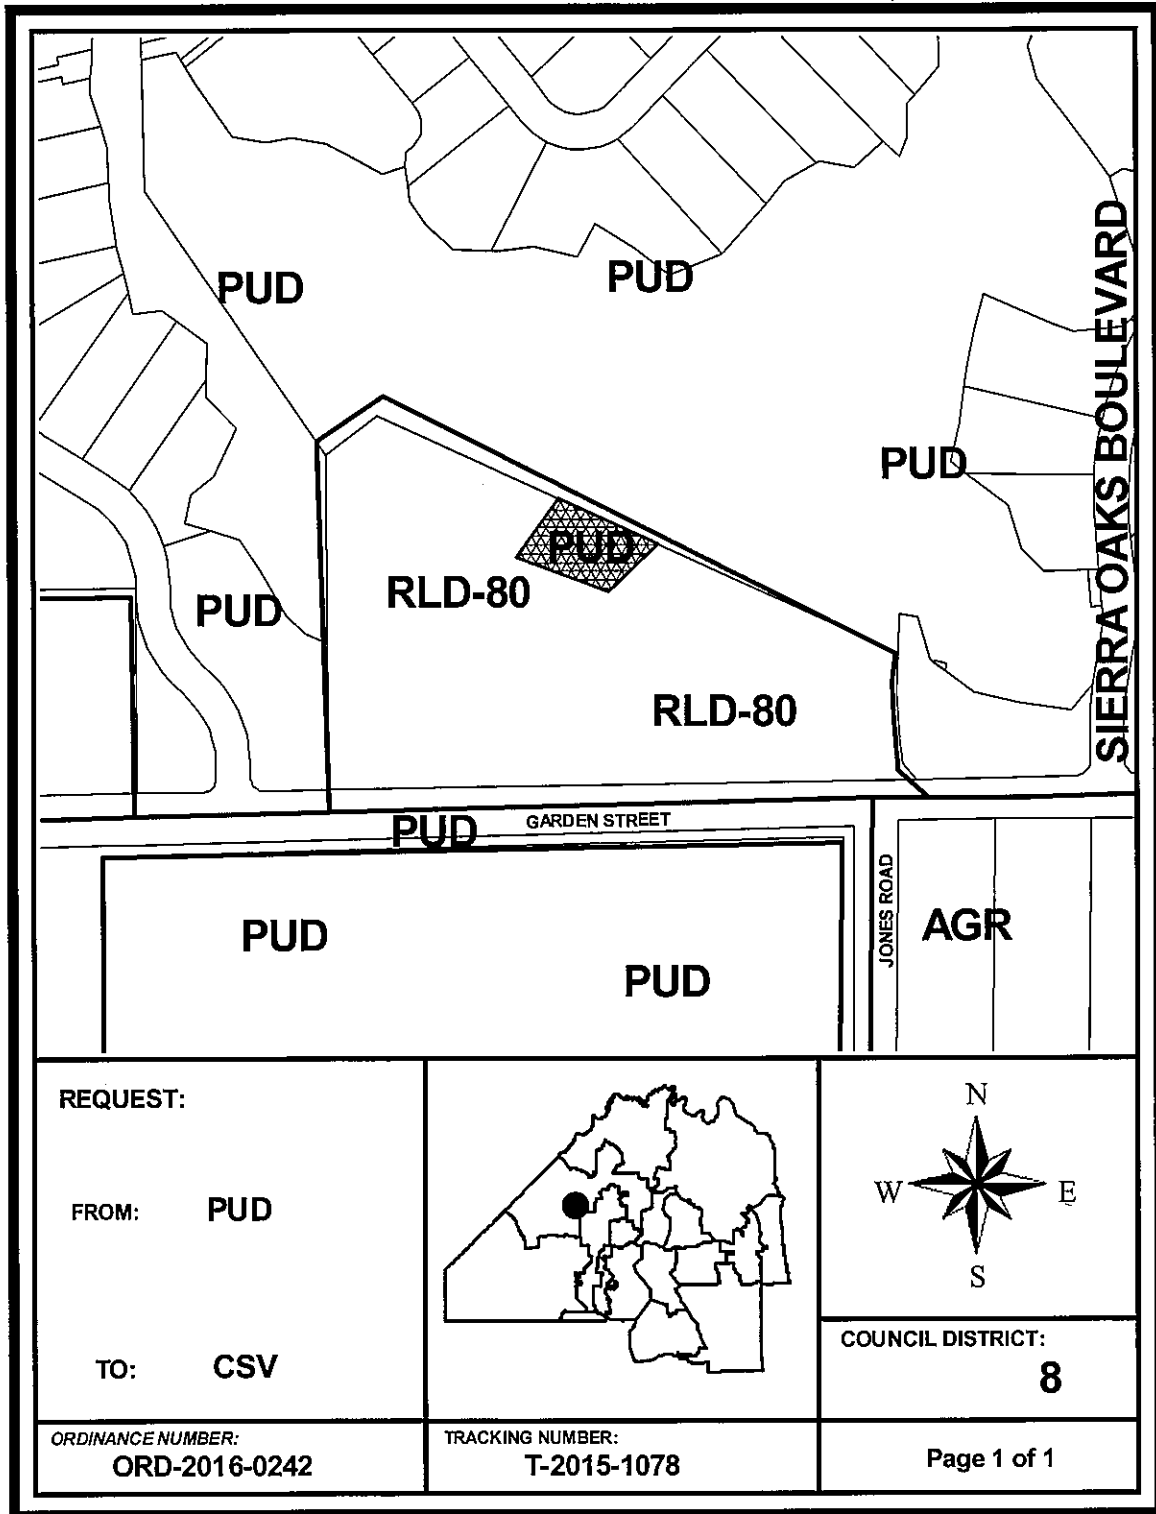 PUD
PUD
SIERRA OAKS BOULEVARD
PUD
PUD
RLD-80
PUD
RLD-80
PUD
GARDEN STREET
JONES ROAD
AGR
PUD
PUD
REQUEST:
FROM: PUD
TO: CSV
N
W E
S
COUNCIL DISTRICT:
8
ORDINANCE NUMBER:
ORD-2016-0242
TRACKING NUMBER:
T-2015-1078
Page 1 of 1